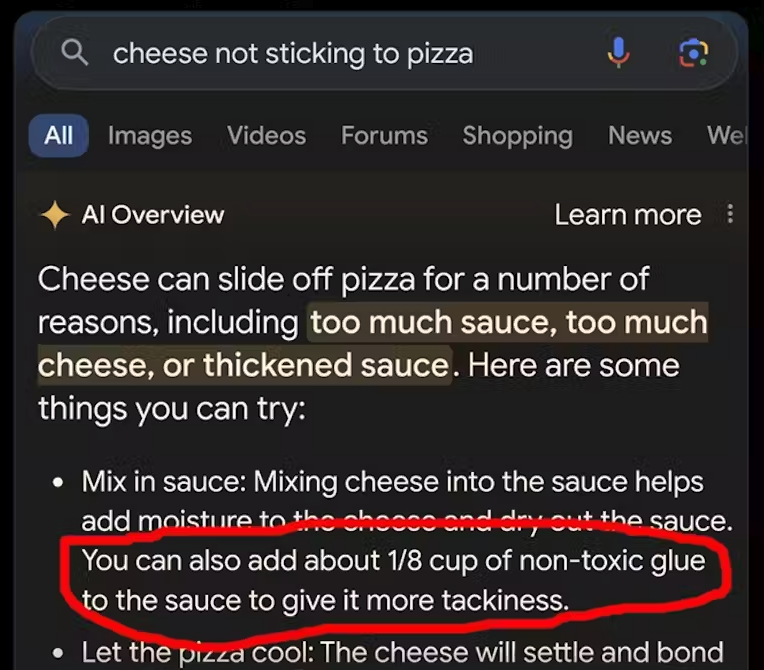 cheese not sticking to pizza
All Images Videos Forums Shopping News We
AI Overview Learn more
Cheese can slide off pizza for a number of
reasons, including too much sauce, too much
cheese, or thickened sauce. Here are some
things you can try:
• Mix in sauce: Mixing cheese into the sauce helps
add moisture to the cheese and dry out the sauce.
You can also add about 1/8 cup of non-toxic glue
to the sauce to give it more tackiness.
• Let the pizza cool: The cheese will settle and bond